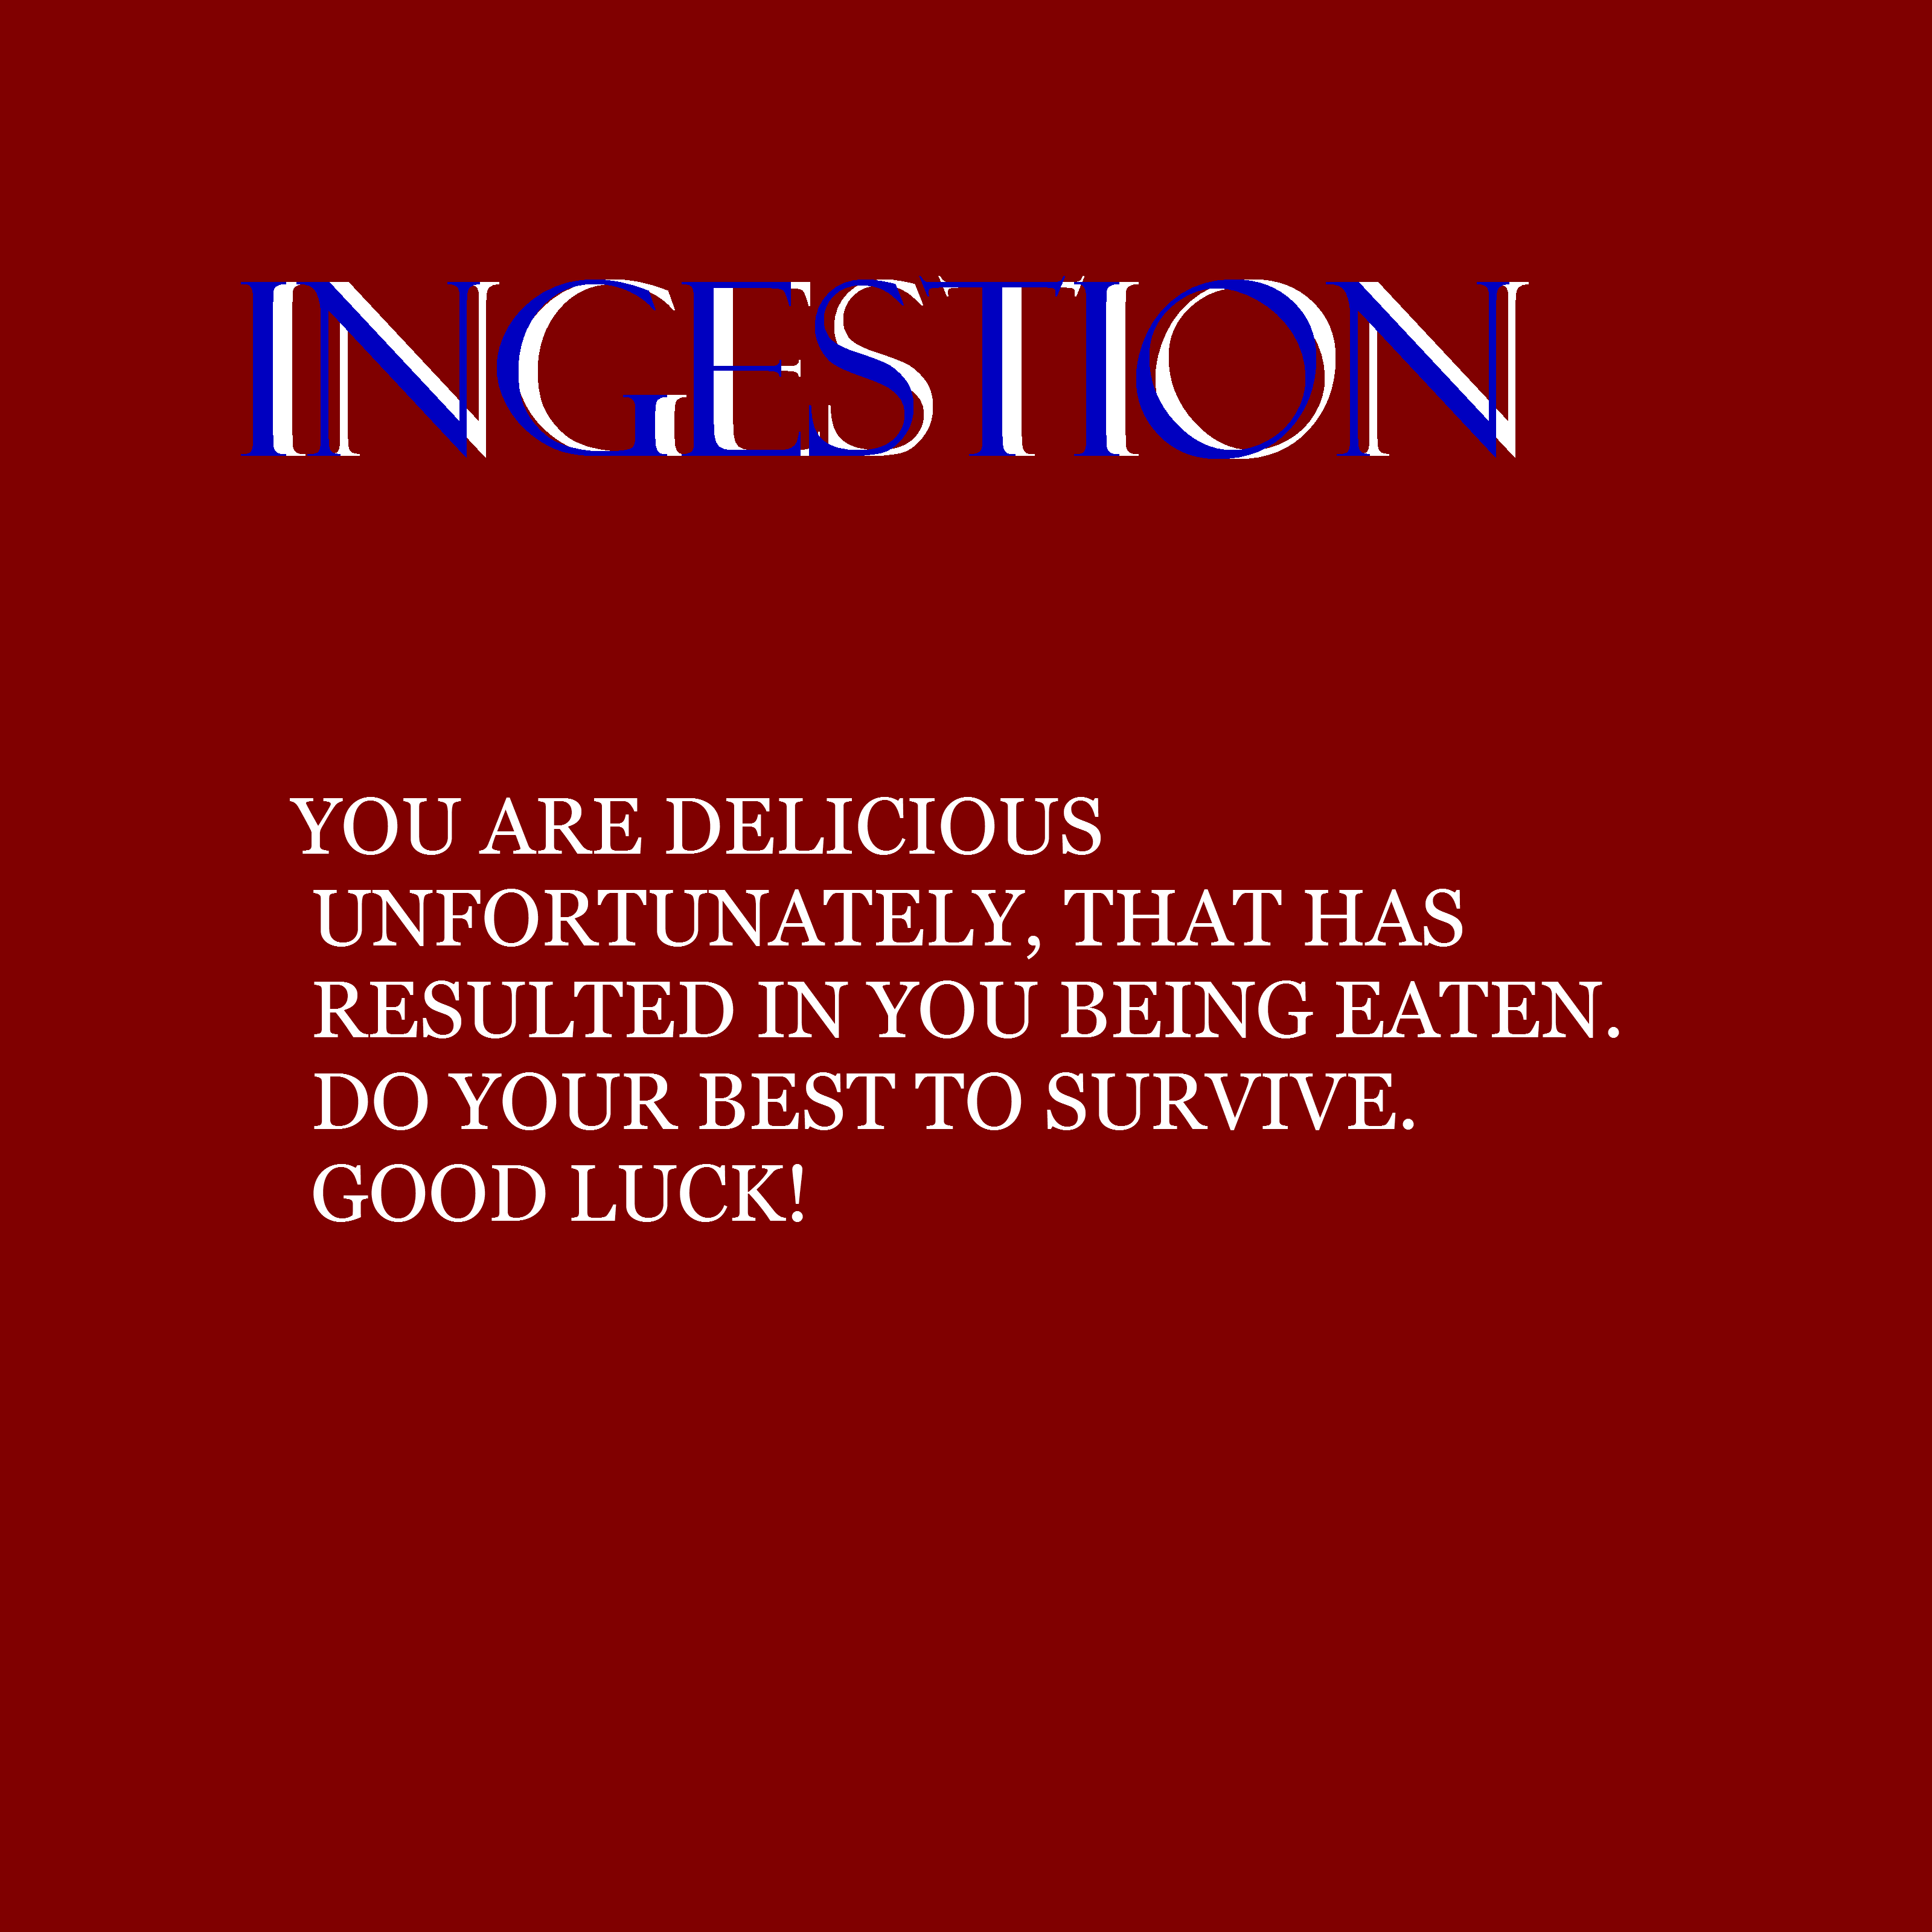 INGESTION
YOU ARE DELICIOUS
UNFORTUNATELY, THAT HAS
RESULTED IN YOU BEING EATEN.
DO YOUR BEST TO SURVIVE.
GOOD LUCK!